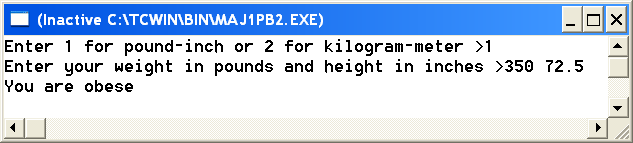 (Inactive C:\TCWIN\BIN\MAJ1PB2.EXE)
Enter 1 for pound-inch or 2 for kilogram-meter >1
Enter your weight in pounds and height in inches >350 72.5
You are obese